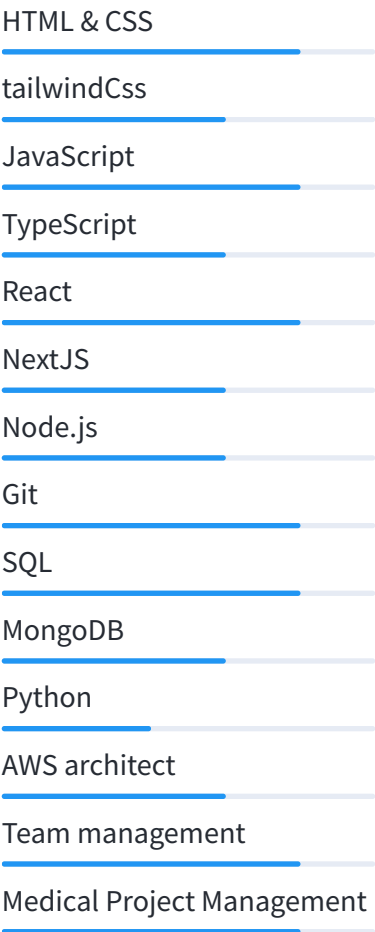 HTML & CSS
tailwindCss
JavaScript
TypeScript
React
NextJS
Node.js
Git
SQL
MongoDB
Python
AWS architect
Team management
Medical Project Management